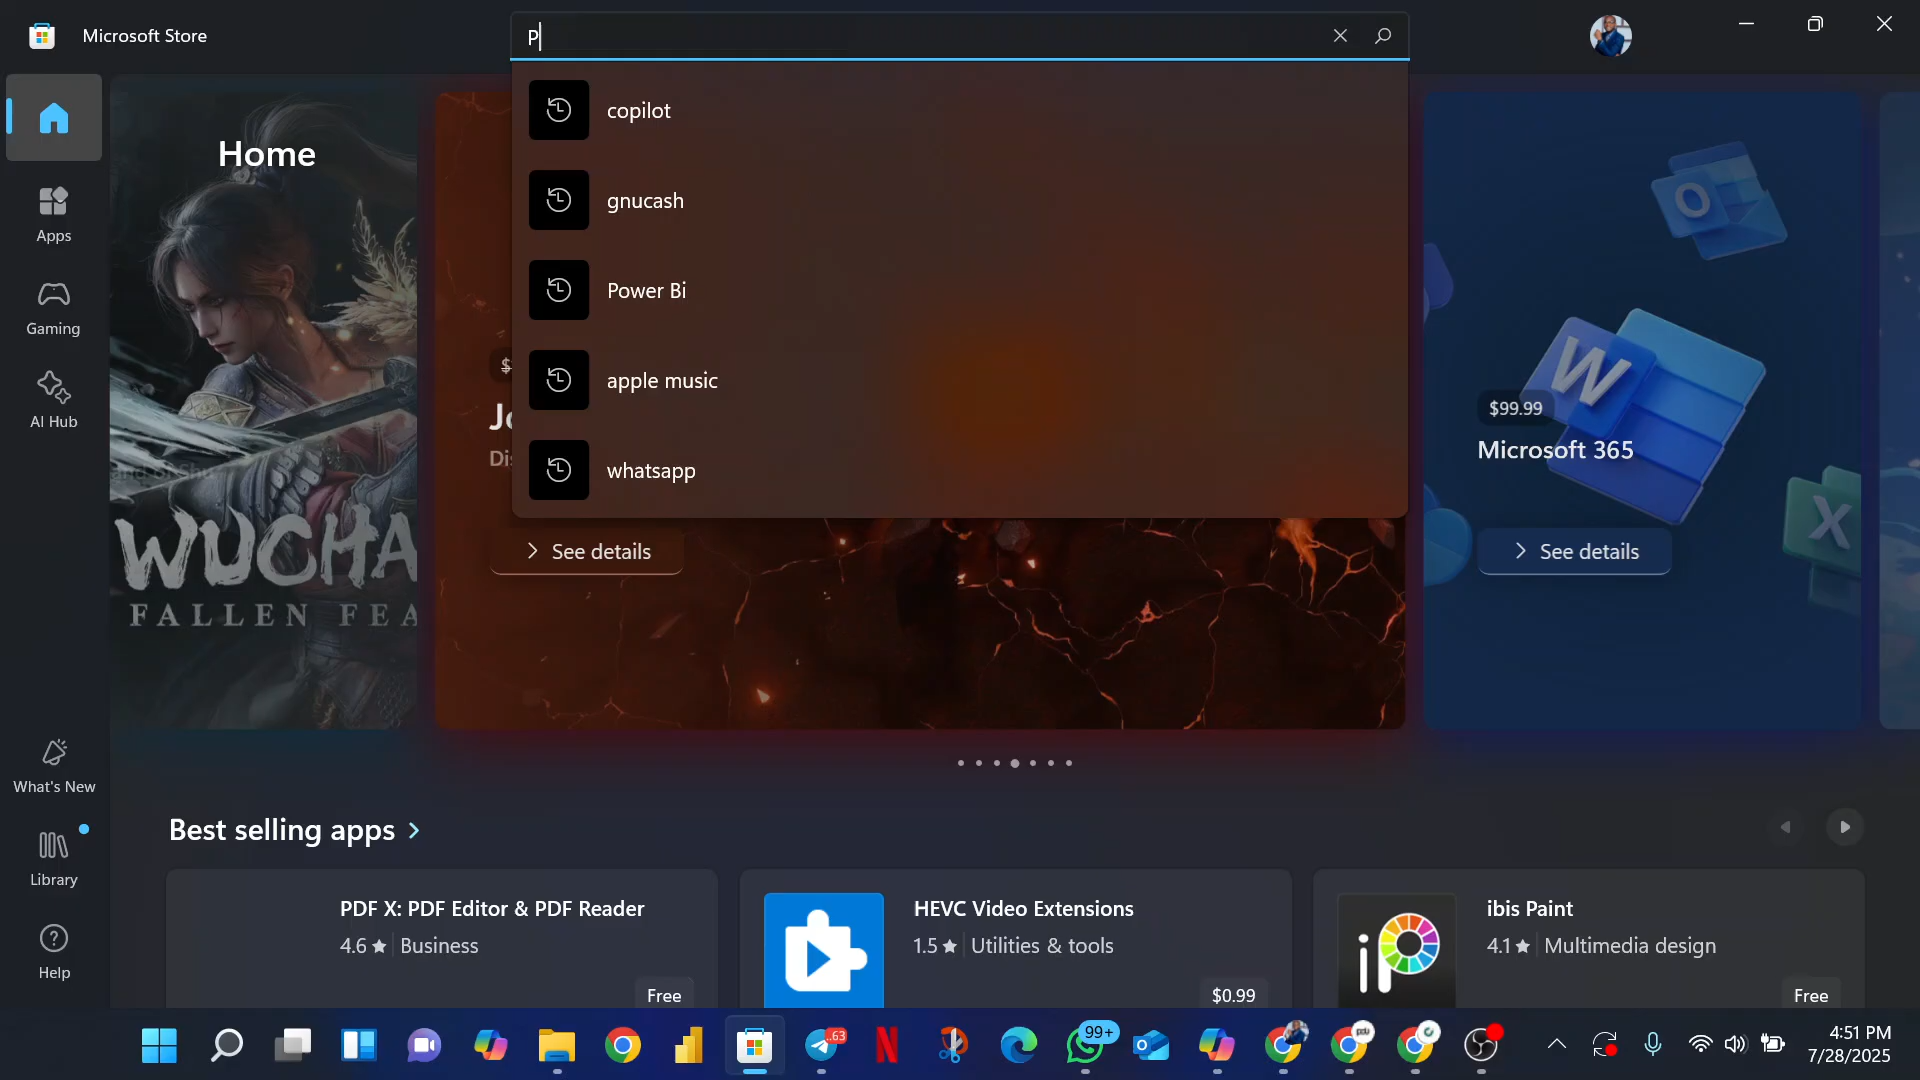 Microsoft Store
P
copilot
gnucash
Power Bi
apple music
whatsapp
Home
Apps
Gaming
AI Hub
What's New
Library
Help
WUCHA
FALLEN FEA
$
Jo
Dis
See details
$99.99
Microsoft 365
See details
Best selling apps
PDF X: PDF Editor & PDF Reader
4.6★ Business
Free
HEVC Video Extensions
1.5★ Utilities & tools
$0.99
iP
ibis Paint
4.1★ Multimedia design
Free
..63
99+
4:51 PM
7/28/2025